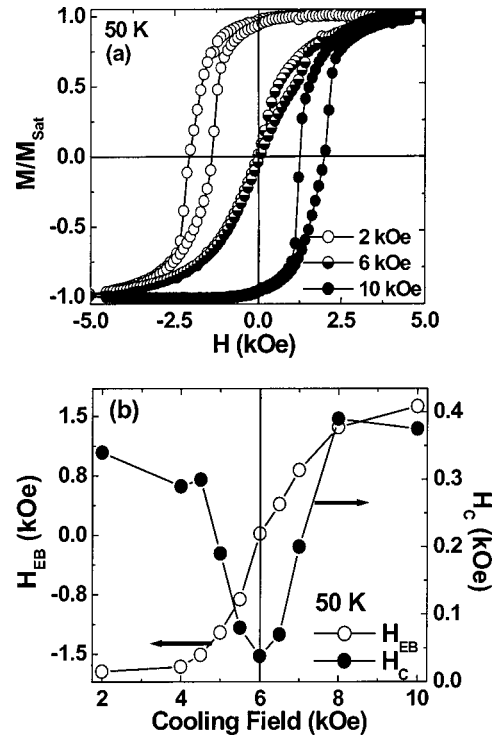 50 K
(a)
1.0
0.5
0.0
-0.5
-1.0
M/M_Sat
2 kOe
6 kOe
10 kOe
-5.0 -2.5 0.0 2.5 5.0
H (kOe)
(b)
1.5
0.8
0.0
-0.8
-1.5
H_EB (kOe)
0.4
0.3
0.2
0.1
0.0
H_C (kOe)
50 K
H_EB
H_C
2 4 6 8 10
Cooling Field (kOe)